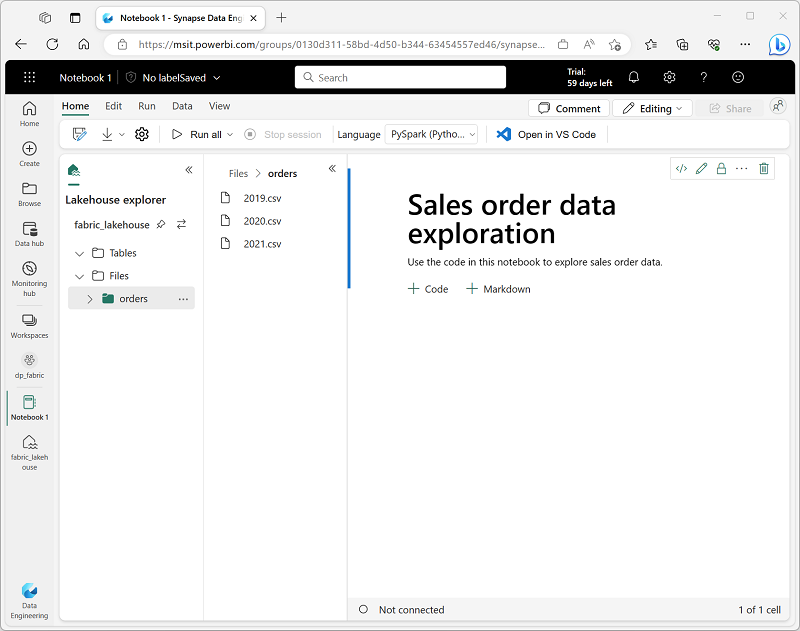 Notebook 1 - Synapse Data Eng
https://msit.powerbi.com/groups/0130d311-58bd-4d50-b344-63454557ed46/synapse...
Notebook 1 No labelSaved Search Trial:
59 days left
Home Edit Run Data View Comment Editing Share
Run all Stop session Language PySpark (Pytho... Open in VS Code
Home
Create
Browse
Data hub
Monitoring
hub
Workspaces
dp_fabric
Notebook 1
fabric_lakeh
ouse
Data
Engineering
Lakehouse explorer
fabric_lakehouse
Tables
Files
orders
Files > orders
2019.csv
2020.csv
2021.csv
Sales order data
exploration
Use the code in this notebook to explore sales order data.
+ Code + Markdown
Not connected 1 of 1 cell